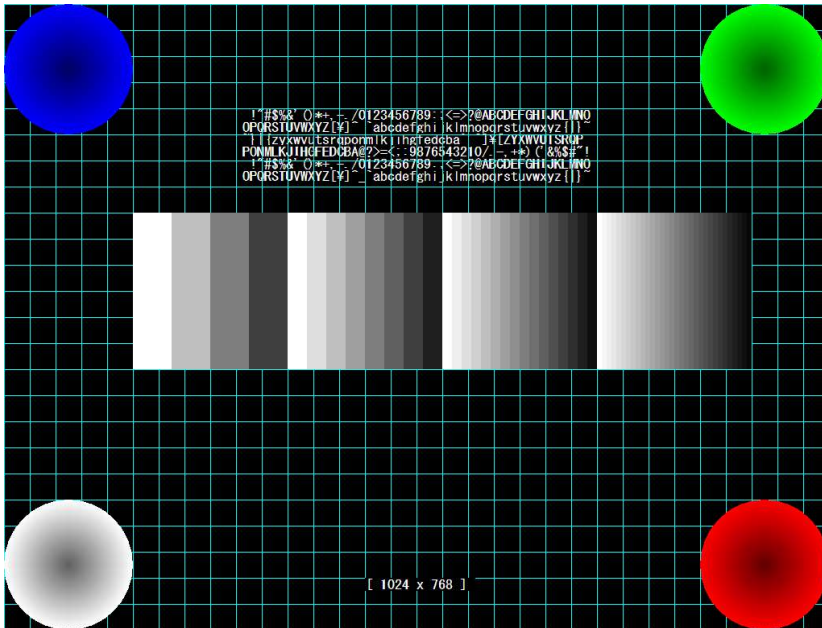 !"#$%&'()*+,-./0123456789:;<=>?@ABCDEFGHIJKLMNO
PQRSTUVWXYZ[¥]^_`abcdefghijklmnopqrstuvwxyz{|}~
~}|{zyxwvutsrqponmlkjihgfedcba`_^]¥[ZYXWVUTSRQP
ONMLKJIHGFEDCBA@?>=<;:9876543210/.-,+*)('&%$#"!
!"#$%&'()*+,-./0123456789:;<=>?@ABCDEFGHIJKLMNO
PQRSTUVWXYZ[¥]^_`abcdefghijklmnopqrstuvwxyz{|}~
[ 1024 x 768 ]